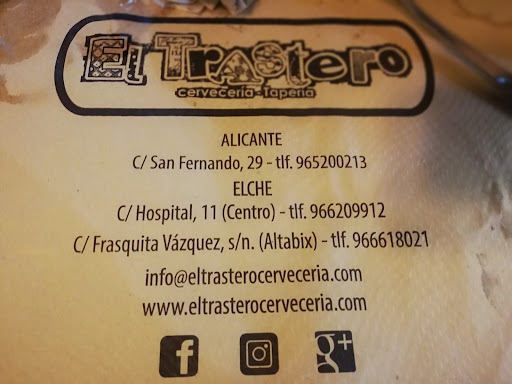 El Trastero
cervecería-Tapería
ALICANTE
C/ San Fernando, 29 - tlf. 965200213
ELCHE
C/ Hospital, 11 (Centro) - tlf. 966209912
C/ Frasquita Vázquez, s/n. (Altabix) - tlf. 966618021
info@eltrasterocerveceria.com
www.eltrasterocerveceria.com
f g+